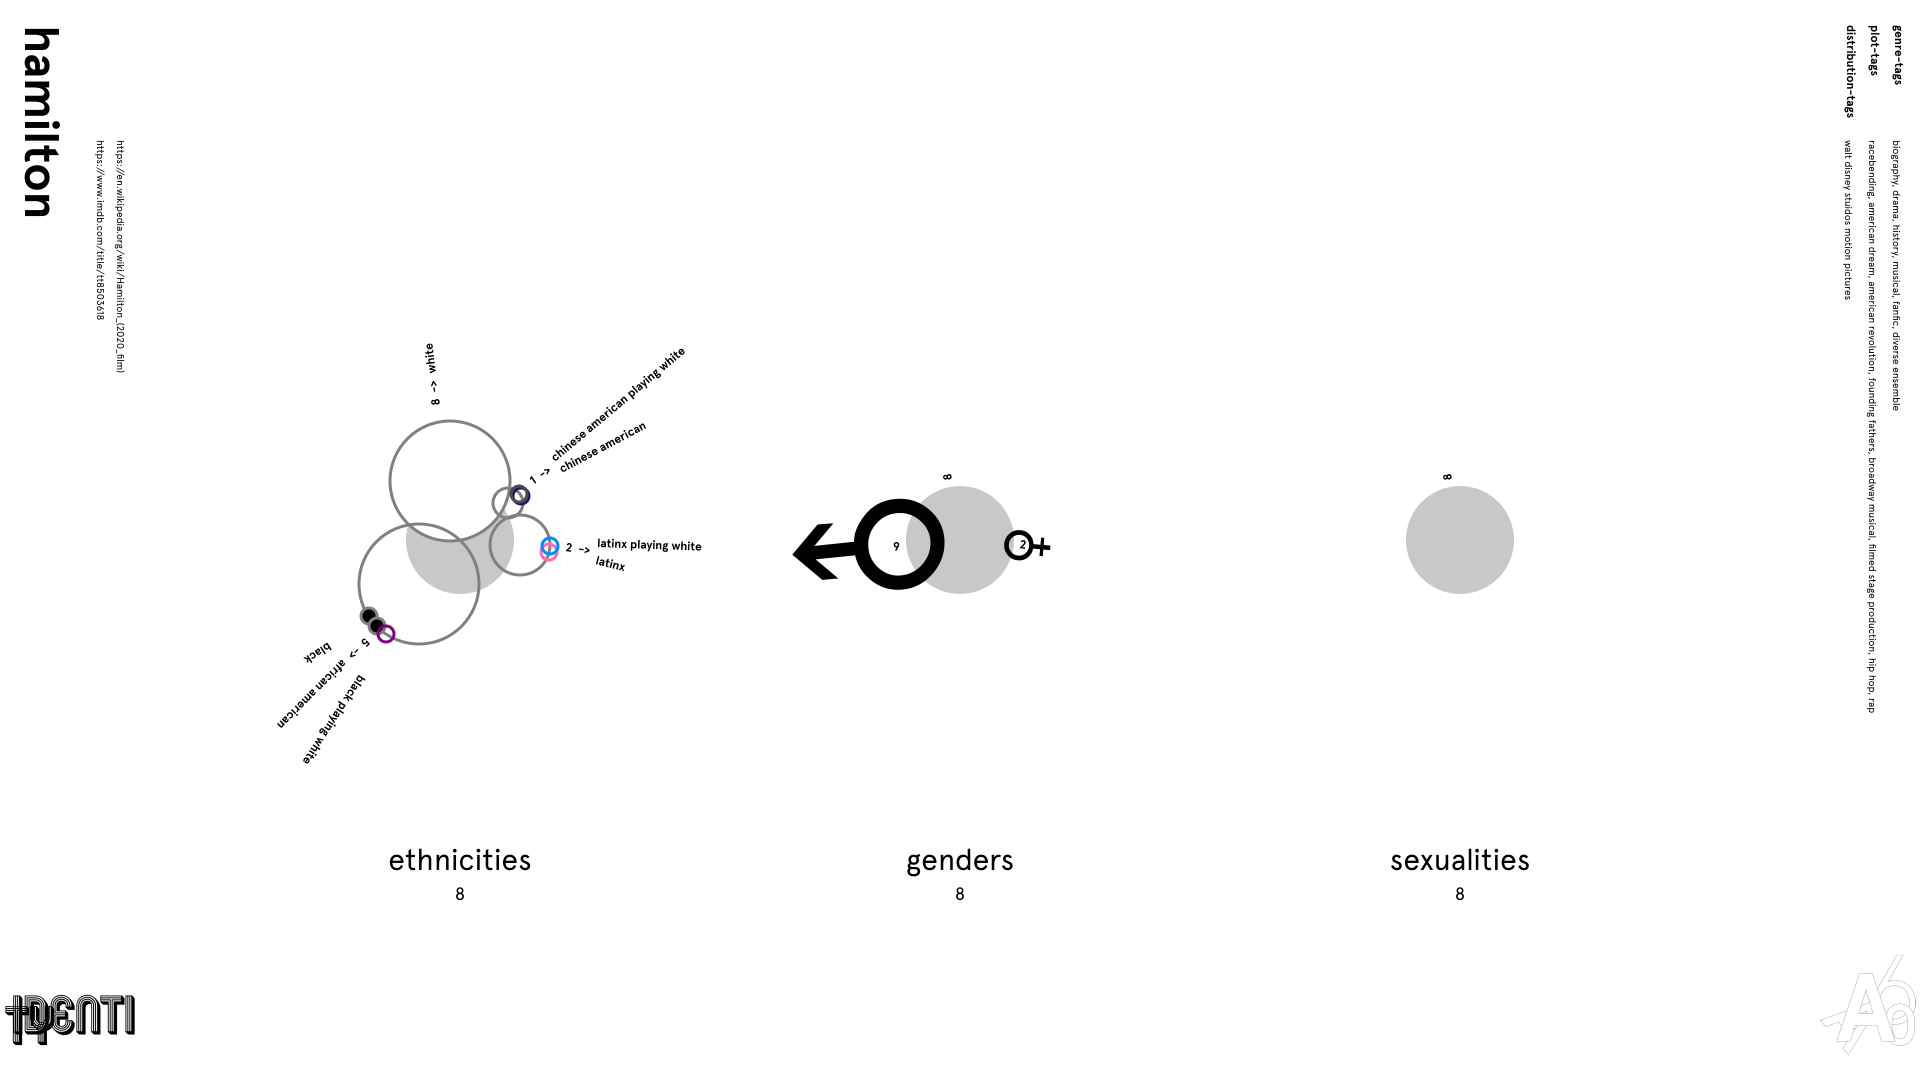 hamilton
https://en.wikipedia.org/wiki/Hamilton_(2020_film)
https://www.imdb.com/title/tt8503618
genre-tags
biography, drama, history, musical, fanfic, diverse ensemble
plot-tags
racebending, american dream, american revolution, founding fathers, broadway musical, filmed stage production, hip hop, rap
distribution-tags
walt disney stuidos motion pictures
8 -> white
1 -> chinese american playing white
chinese american
2 -> latinx playing white
latinx
black
5 -> african american
black playing white
8
9
2
8
ethnicities
8
genders
8
sexualities
8
IDENTI